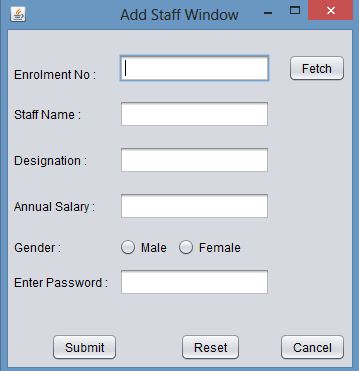 Add Staff Window
Enrolment No :
Fetch
Staff Name :
Designation :
Annual Salary :
Gender : Male Female
Enter Password :
Submit Reset Cancel